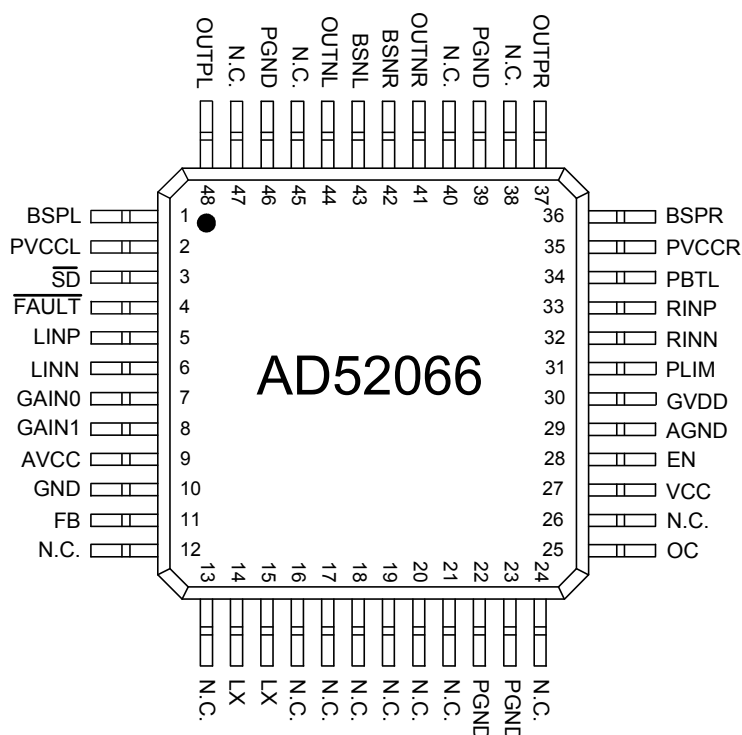 OUTPL N.C. PGND N.C. OUTNL BSNL BSNR OUTNR N.C. PGND N.C. OUTPR
48 47 46 45 44 43 42 41 40 39 38 37
BSPL 1 36 BSPR
PVCCL 2 35 PVCCR
SD 3 34 PBTL
FAULT 4 33 RINP
LINP 5 32 RINN
LINN 6 31 PLIM
GAIN0 7 30 GVDD
GAIN1 8 29 AGND
AVCC 9 28 EN
GND 10 27 VCC
FB 11 26 N.C.
N.C. 12 25 OC
AD52066
13 14 15 16 17 18 19 20 21 22 23 24
N.C. LX LX N.C. N.C. N.C. N.C. N.C. N.C. PGND PGND N.C.